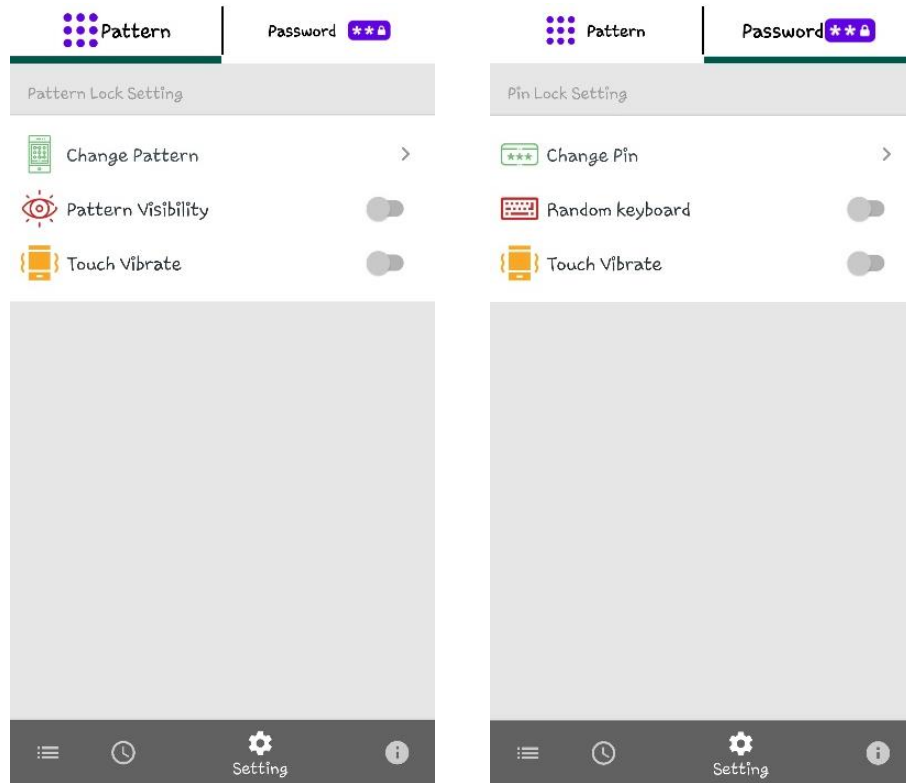 Pattern
Password **
Pattern Lock Setting
Change Pattern
Pattern Visibility
Touch Vibrate
Setting
Pattern
Password **
Pin Lock Setting
*** Change Pin
Random keyboard
Touch Vibrate
Setting